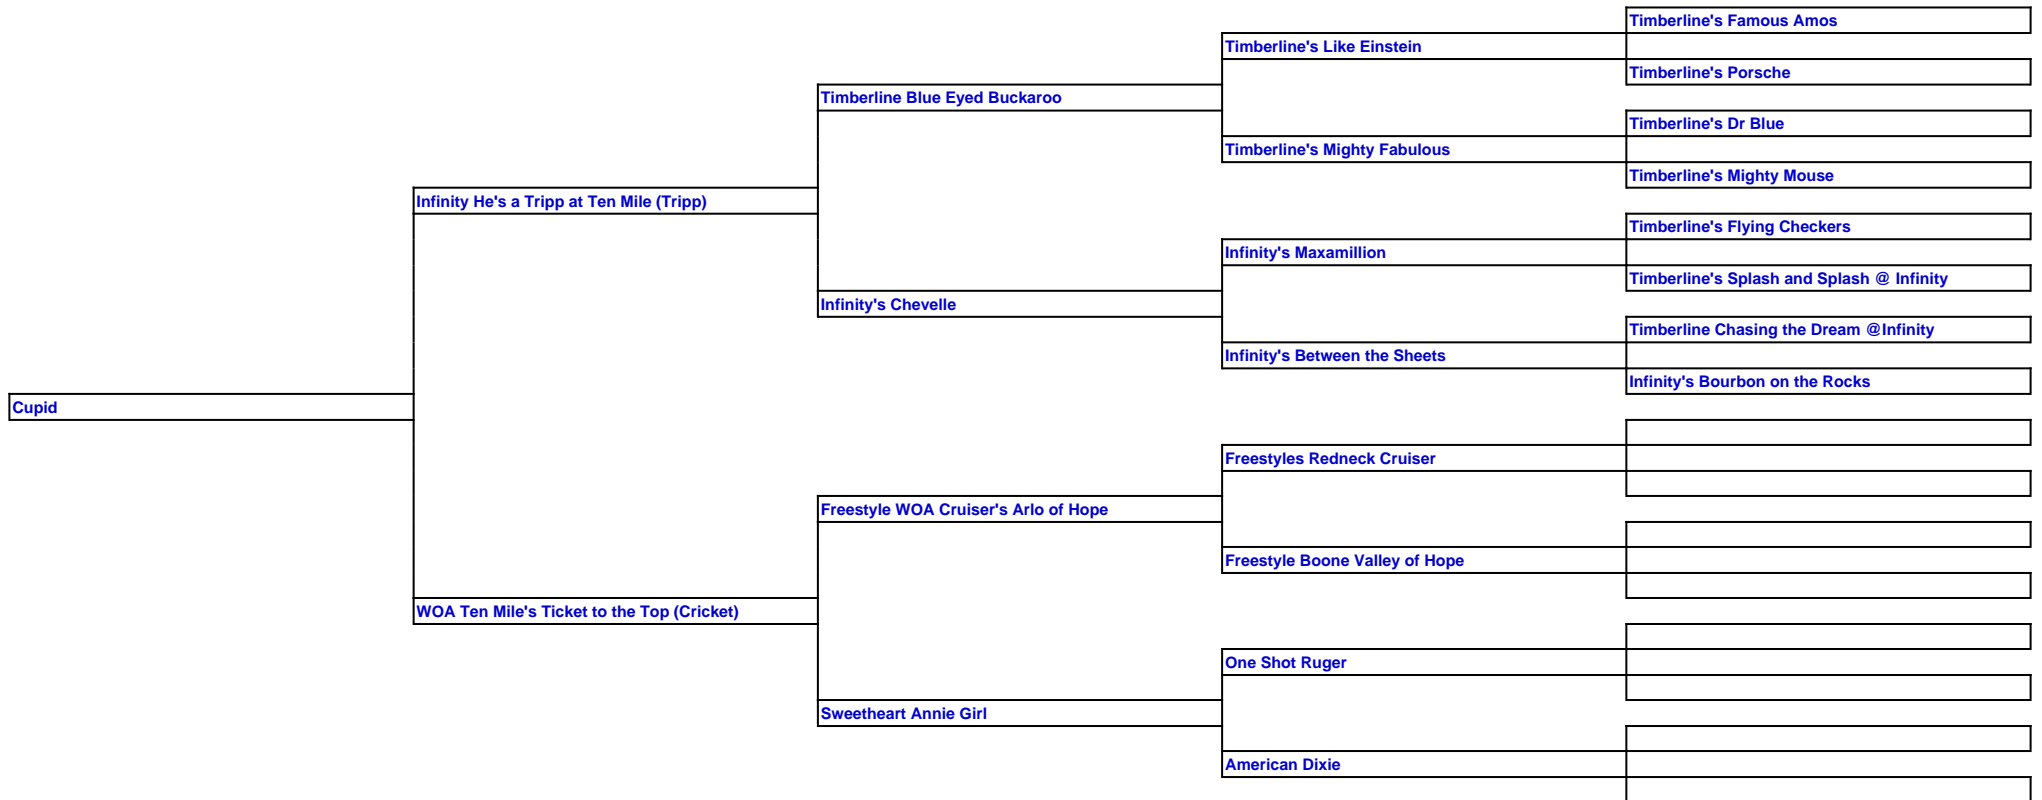 Timberline's Famous Amos
Timberline's Like Einstein
Timberline's Porsche
Timberline Blue Eyed Buckaroo
Timberline's Dr Blue
Timberline's Mighty Fabulous
Timberline's Mighty Mouse
Infinity He's a Tripp at Ten Mile (Tripp)
Timberline's Flying Checkers
Infinity's Maxamillion
Timberline's Splash and Splash @ Infinity
Infinity's Chevelle
Timberline Chasing the Dream @Infinity
Infinity's Between the Sheets
Infinity's Bourbon on the Rocks
Cupid
Freestyles Redneck Cruiser
Freestyle WOA Cruiser's Arlo of Hope
Freestyle Boone Valley of Hope
WOA Ten Mile's Ticket to the Top (Cricket)
One Shot Ruger
Sweetheart Annie Girl
American Dixie